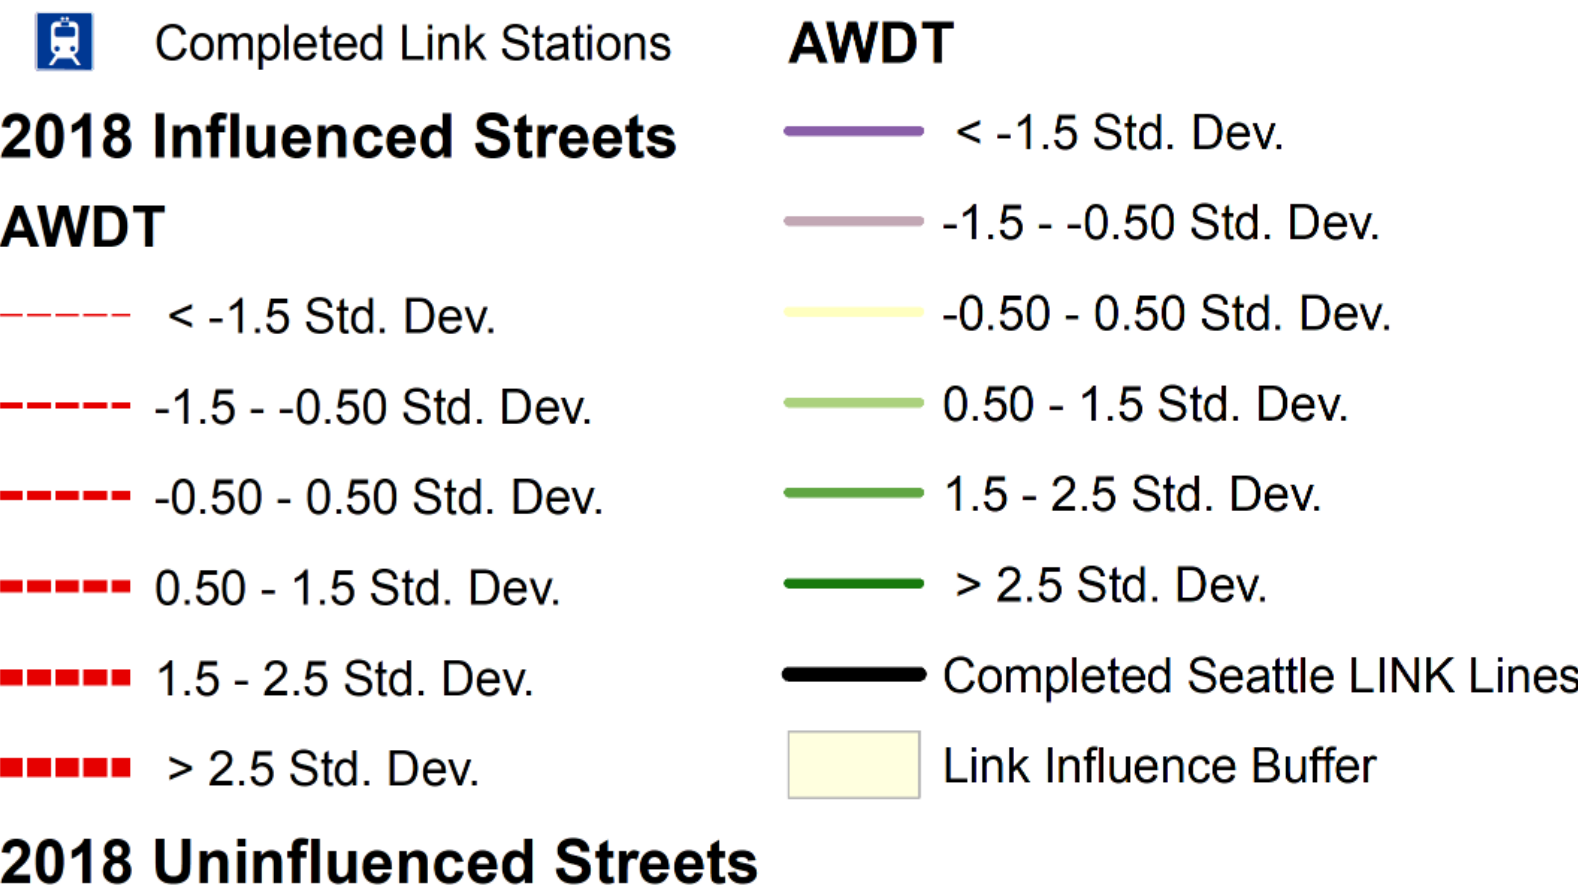 Completed Link Stations
2018 Influenced Streets
AWDT
< -1.5 Std. Dev.
-1.5 - -0.50 Std. Dev.
-0.50 - 0.50 Std. Dev.
0.50 - 1.5 Std. Dev.
1.5 - 2.5 Std. Dev.
> 2.5 Std. Dev.
2018 Uninfluenced Streets
AWDT
< -1.5 Std. Dev.
-1.5 - -0.50 Std. Dev.
-0.50 - 0.50 Std. Dev.
0.50 - 1.5 Std. Dev.
1.5 - 2.5 Std. Dev.
> 2.5 Std. Dev.
Completed Seattle LINK Lines
Link Influence Buffer